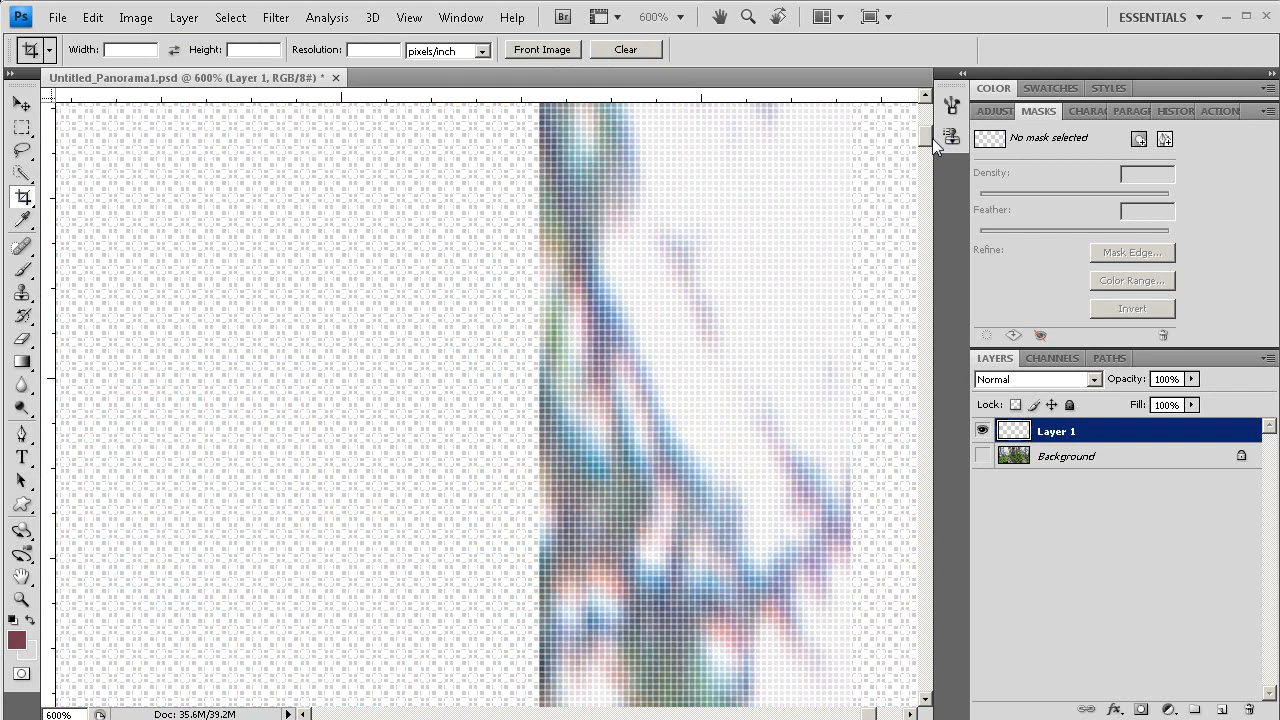 Ps File Edit Image Layer Select Filter Analysis 3D View Window Help Br 600% ESSENTIALS
Width: Height: Resolution: pixels/inch Front Image Clear
Untitled_Panorama1.psd @ 600% (Layer 1, RGB/8#) *
COLOR SWATCHES STYLES
ADJUST MASKS CHARA PARAG HISTOR ACTION
No mask selected
Density:
Feather:
Refine: Mask Edge...
Color Range...
Invert
LAYERS CHANNELS PATHS
Normal Opacity: 100%
Lock: Fill: 100%
Layer 1
Background
T
600% Doc: 35.6M/39.2M fx